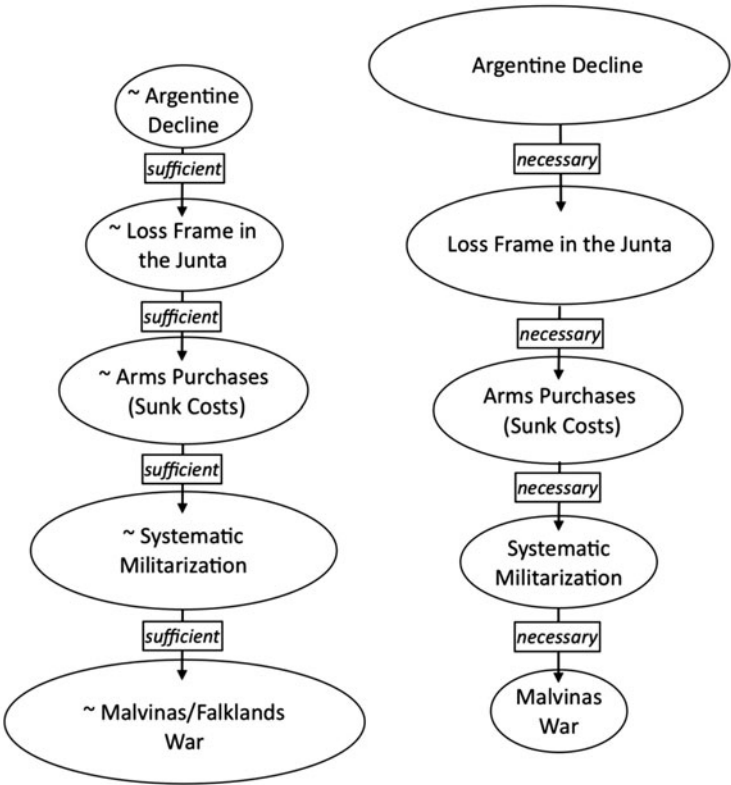 ~ Argentine
Decline
sufficient
~ Loss Frame in
the Junta
sufficient
~ Arms Purchases
(Sunk Costs)
sufficient
~ Systematic
Militarization
sufficient
~ Malvinas/Falklands
War
Argentine Decline
necessary
Loss Frame in the Junta
necessary
Arms Purchases
(Sunk Costs)
necessary
Systematic
Militarization
necessary
Malvinas
War